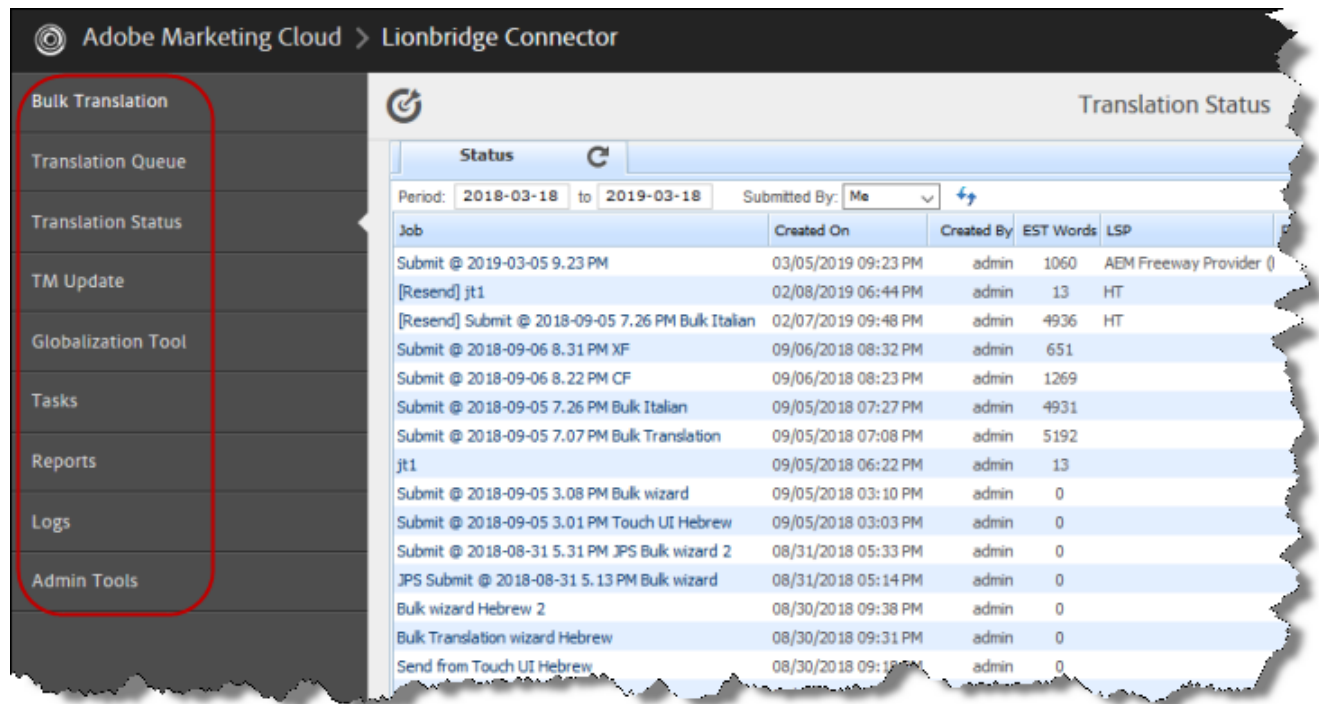 Adobe Marketing Cloud > Lionbridge Connector
Bulk Translation
Translation Queue
Translation Status
TM Update
Globalization Tool
Tasks
Reports
Logs
Admin Tools
Translation Status
Status
Period: 2018-03-18 to 2019-03-18 Submitted By: Me
Job Created On Created By EST Words LSP
Submit @ 2019-03-05 9.23 PM 03/05/2019 09:23 PM admin 1060 AEM Freeway Provider (
[Resend] jt1 02/08/2019 06:44 PM admin 13 HT
[Resend] Submit @ 2018-09-05 7.26 PM Bulk Italian 02/07/2019 09:48 PM admin 4936 HT
Submit @ 2018-09-06 8.31 PM XF 09/06/2018 08:32 PM admin 651
Submit @ 2018-09-06 8.22 PM CF 09/06/2018 08:23 PM admin 1269
Submit @ 2018-09-05 7.26 PM Bulk Italian 09/05/2018 07:27 PM admin 4931
Submit @ 2018-09-05 7.07 PM Bulk Translation 09/05/2018 07:08 PM admin 5192
jt1 09/05/2018 06:22 PM admin 13
Submit @ 2018-09-05 3.08 PM Bulk wizard 09/05/2018 03:10 PM admin 0
Submit @ 2018-09-05 3.01 PM Touch UI Hebrew 09/05/2018 03:03 PM admin 0
Submit @ 2018-08-31 5.31 PM JPS Bulk wizard 2 08/31/2018 05:33 PM admin 0
JPS Submit @ 2018-08-31 5.13 PM Bulk wizard 08/31/2018 05:14 PM admin 0
Bulk wizard Hebrew 2 08/30/2018 09:38 PM admin 0
Bulk Translation wizard Hebrew 08/30/2018 09:31 PM admin 0
Send from Touch UI Hebrew 08/30/2018 admin 0